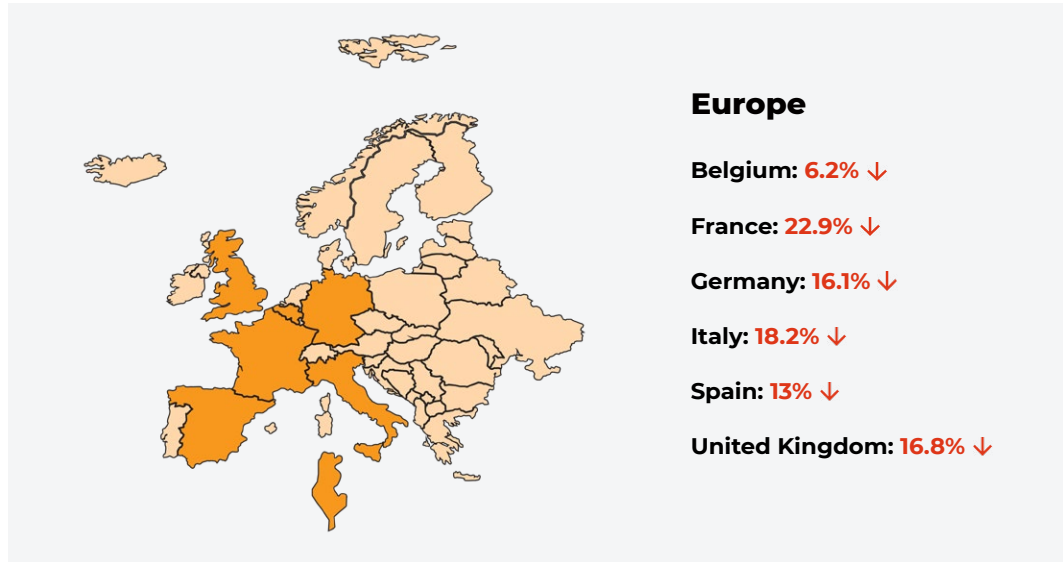 Europe
Belgium: 6.2% ↓
France: 22.9% ↓
Germany: 16.1% ↓
Italy: 18.2% ↓
Spain: 13% ↓
United Kingdom: 16.8% ↓